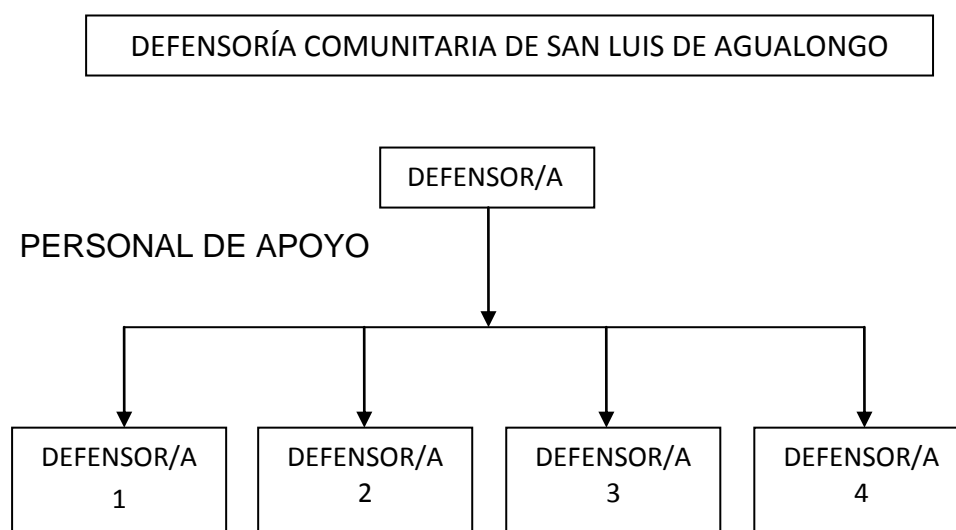 DEFENSORÍA COMUNITARIA DE SAN LUIS DE AGUALONGO
DEFENSOR/A
PERSONAL DE APOYO
DEFENSOR/A
1
DEFENSOR/A
2
DEFENSOR/A
3
DEFENSOR/A
4